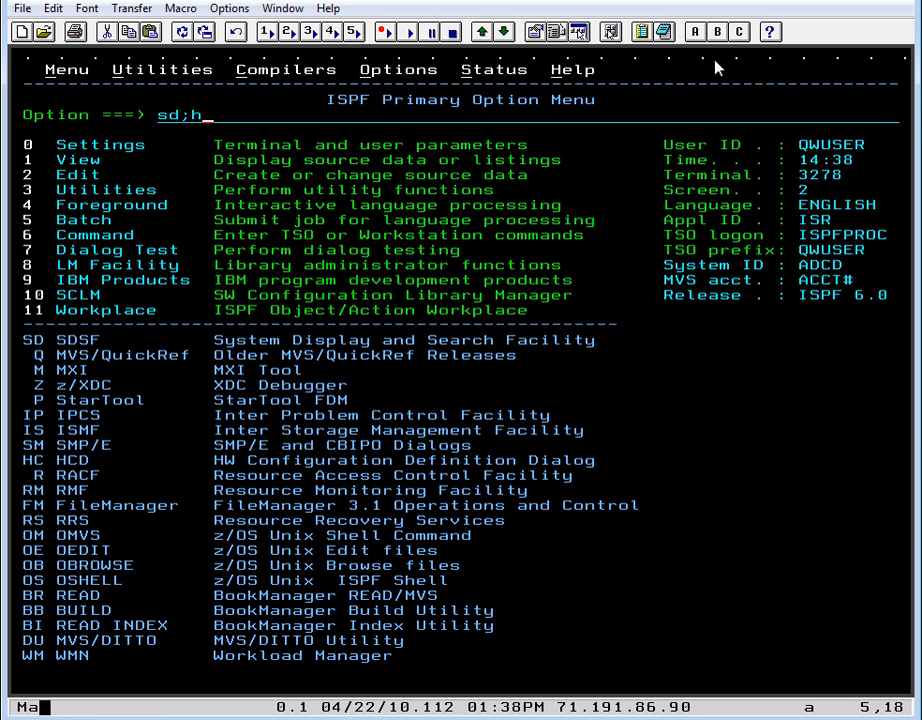 File Edit Font Transfer Macro Options Window Help
1 2 3 4 5 A B C ?
Menu Utilities Compilers Options Status Help
ISPF Primary Option Menu
Option ===> sd;h_
0 Settings Terminal and user parameters User ID . : QWUSER
1 View Display source data or listings Time. . . : 14:38
2 Edit Create or change source data Terminal. : 3278
3 Utilities Perform utility functions Screen. . : 2
4 Foreground Interactive language processing Language. : ENGLISH
5 Batch Submit job for language processing Appl ID . : ISR
6 Command Enter TSO or Workstation commands TSO logon : ISPFPROC
7 Dialog Test Perform dialog testing TSO prefix: QWUSER
8 LM Facility Library administrator functions System ID : ADCD
9 IBM Products IBM program development products MVS acct. : ACCT#
10 SCLM SW Configuration Library Manager Release . : ISPF 6.0
11 Workplace ISPF Object/Action Workplace
SD SDSF System Display and Search Facility
Q MVS/QuickRef Older MVS/QuickRef Releases
M MXI MXI Tool
Z z/XDC XDC Debugger
P StarTool StarTool FDM
IP IPCS Inter Problem Control Facility
IS ISMF Inter Storage Management Facility
SM SMP/E SMP/E and CBIPO Dialogs
HC HCD HW Configuration Definition Dialog
R RACF Resource Access Control Facility
RM RMF Resource Monitoring Facility
FM FileManager FileManager 3.1 Operations and Control
RS RRS Resource Recovery Services
OM OMVS z/OS Unix Shell Command
OE OEDIT z/OS Unix Edit files
OB OBROWSE z/OS Unix Browse files
OS OSHELL z/OS Unix ISPF Shell
BR READ BookManager READ/MVS
BB BUILD BookManager Build Utility
BI READ INDEX BookManager Index Utility
DU MVS/DITTO MVS/DITTO Utility
WM WMN Workload Manager
Ma 0.1 04/22/10.112 01:38PM 71.191.86.90 a 5,18